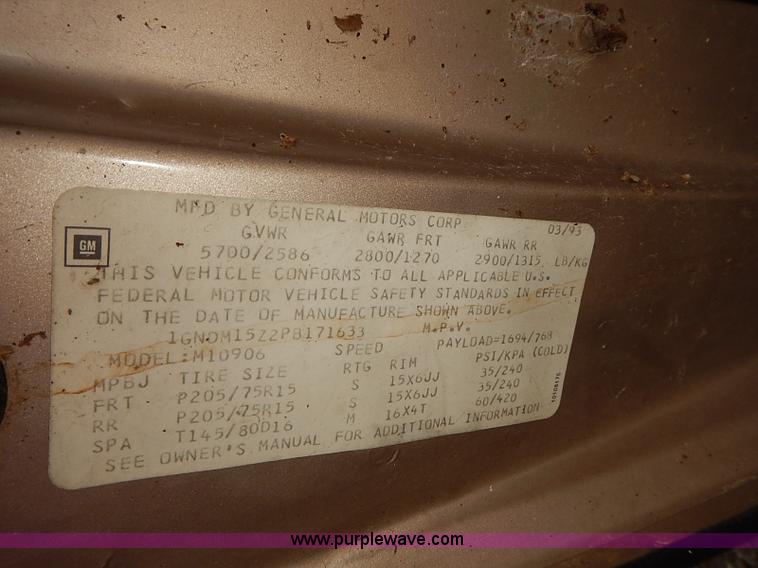 MFD BY GENERAL MOTORS CORP 03/93
GM
GVWR GAWR FRT GAWR RR
5700/2586 2800/1270 2900/1315 LB/KG
THIS VEHICLE CONFORMS TO ALL APPLICABLE U.S.
FEDERAL MOTOR VEHICLE SAFETY STANDARDS IN EFFECT
ON THE DATE OF MANUFACTURE SHOWN ABOVE.
1GNDM15Z2PB171633 M.P.V.
MODEL:M10906 SPEED PAYLOAD=1694/768
MPBJ TIRE SIZE RTG RIM PSI/KPA (COLD)
FRT P205/75R15 S 15X6JJ 35/240
RR P205/75R15 S 15X6JJ 35/240
SPA T145/80D16 M 16X4T 60/420
SEE OWNER'S MANUAL FOR ADDITIONAL INFORMATION
www.purplewave.com